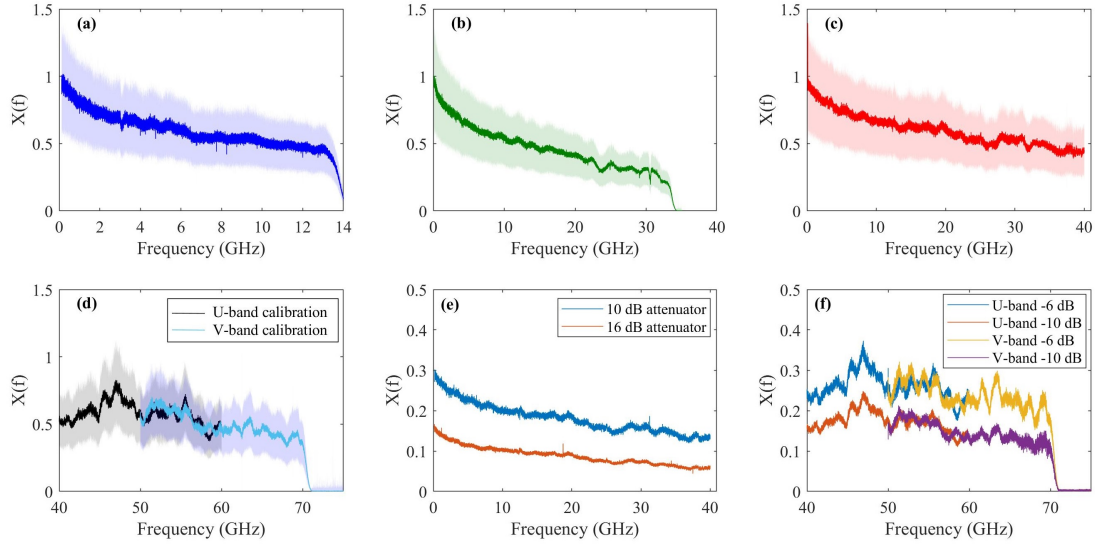 (a)
X(f)
1.5
1
0.5
0
0 2 4 6 8 10 12 14
Frequency (GHz)
(b)
X(f)
1.5
1
0.5
0
0 10 20 30 40
Frequency (GHz)
(c)
X(f)
1.5
1
0.5
0
0 10 20 30 40
Frequency (GHz)
(d)
U-band calibration
V-band calibration
X(f)
1.5
1
0.5
0
40 50 60 70
Frequency (GHz)
(e)
10 dB attenuator
16 dB attenuator
X(f)
0.5
0.4
0.3
0.2
0.1
0
0 10 20 30 40
Frequency (GHz)
(f)
U-band -6 dB
U-band -10 dB
V-band -6 dB
V-band -10 dB
X(f)
0.5
0.4
0.3
0.2
0.1
0
40 50 60 70
Frequency (GHz)